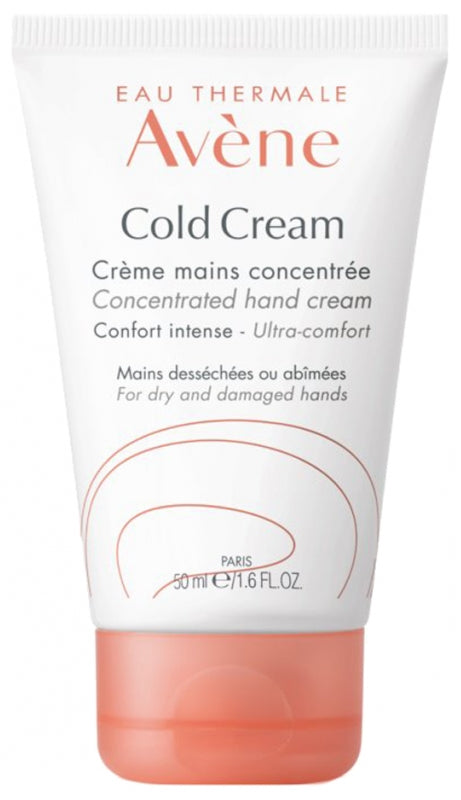 EAU THERMALE
Avène
Cold Cream
Crème mains concentrée
Concentrated hand cream
Confort intense - Ultra-comfort
Mains desséchées ou abîmées
For dry and damaged hands
PARIS
50 ml ℮/1.6 FL.OZ.